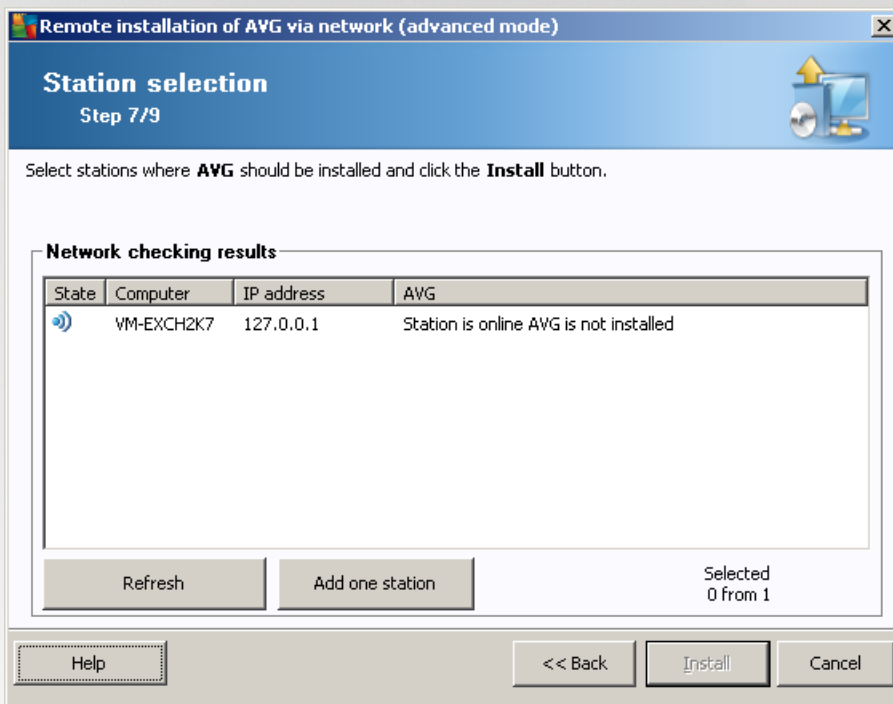 Remote installation of AVG via network (advanced mode)
Station selection
Step 7/9
Select stations where AVG should be installed and click the Install button.
Network checking results
State Computer IP address AVG
VM-EXCH2K7 127.0.0.1 Station is online AVG is not installed
Refresh Add one station Selected
0 from 1
Help << Back Install Cancel